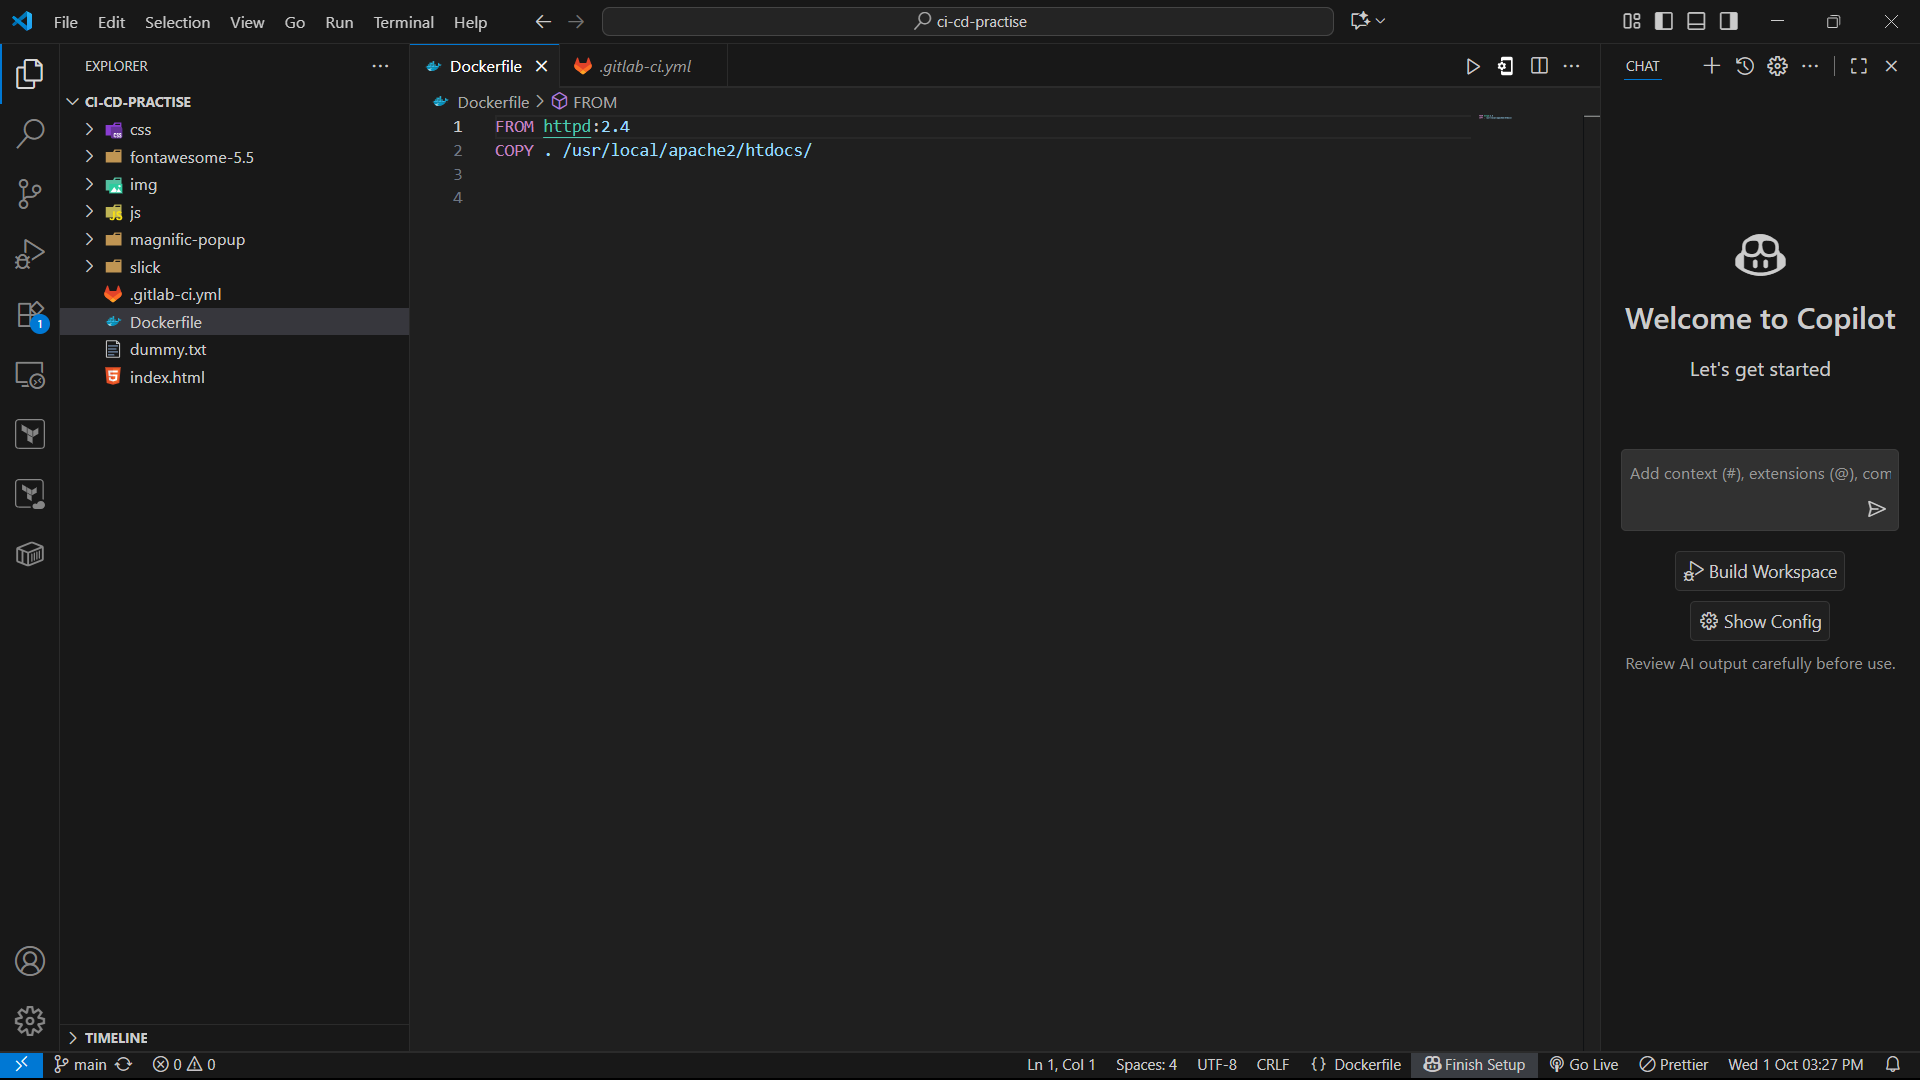 File Edit Selection View Go Run Terminal Help
ci-cd-practise
EXPLORER
CI-CD-PRACTISE
css
fontawesome-5.5
img
js
magnific-popup
slick
.gitlab-ci.yml
Dockerfile
dummy.txt
index.html
TIMELINE
1
Dockerfile
.gitlab-ci.yml
Dockerfile > FROM
1 FROM httpd:2.4
2 COPY . /usr/local/apache2/htdocs/
3
4
CHAT
Welcome to Copilot
Let's get started
Add context (#), extensions (@), com
Build Workspace
Show Config
Review AI output carefully before use.
main 0 0 Ln 1, Col 1 Spaces: 4 UTF-8 CRLF {} Dockerfile Finish Setup Go Live Prettier Wed 1 Oct 03:27 PM